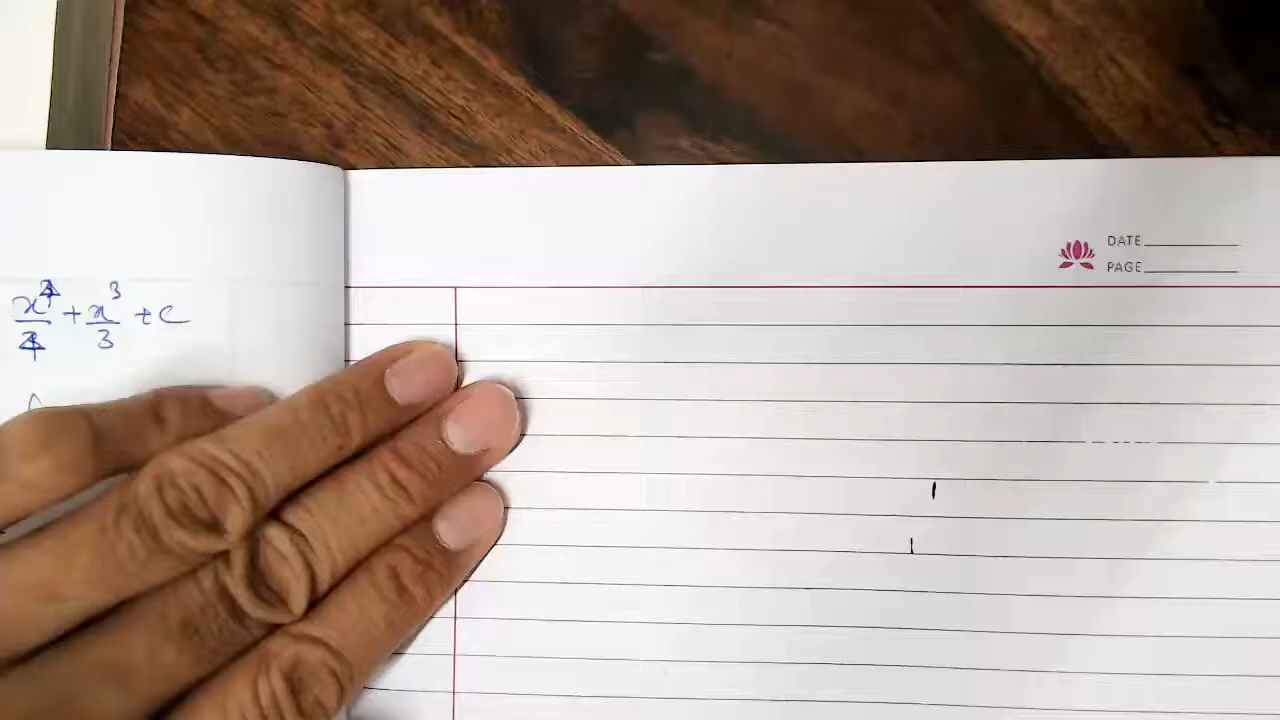 DATE
PAGE
x⁴/4 + x³/3 + c